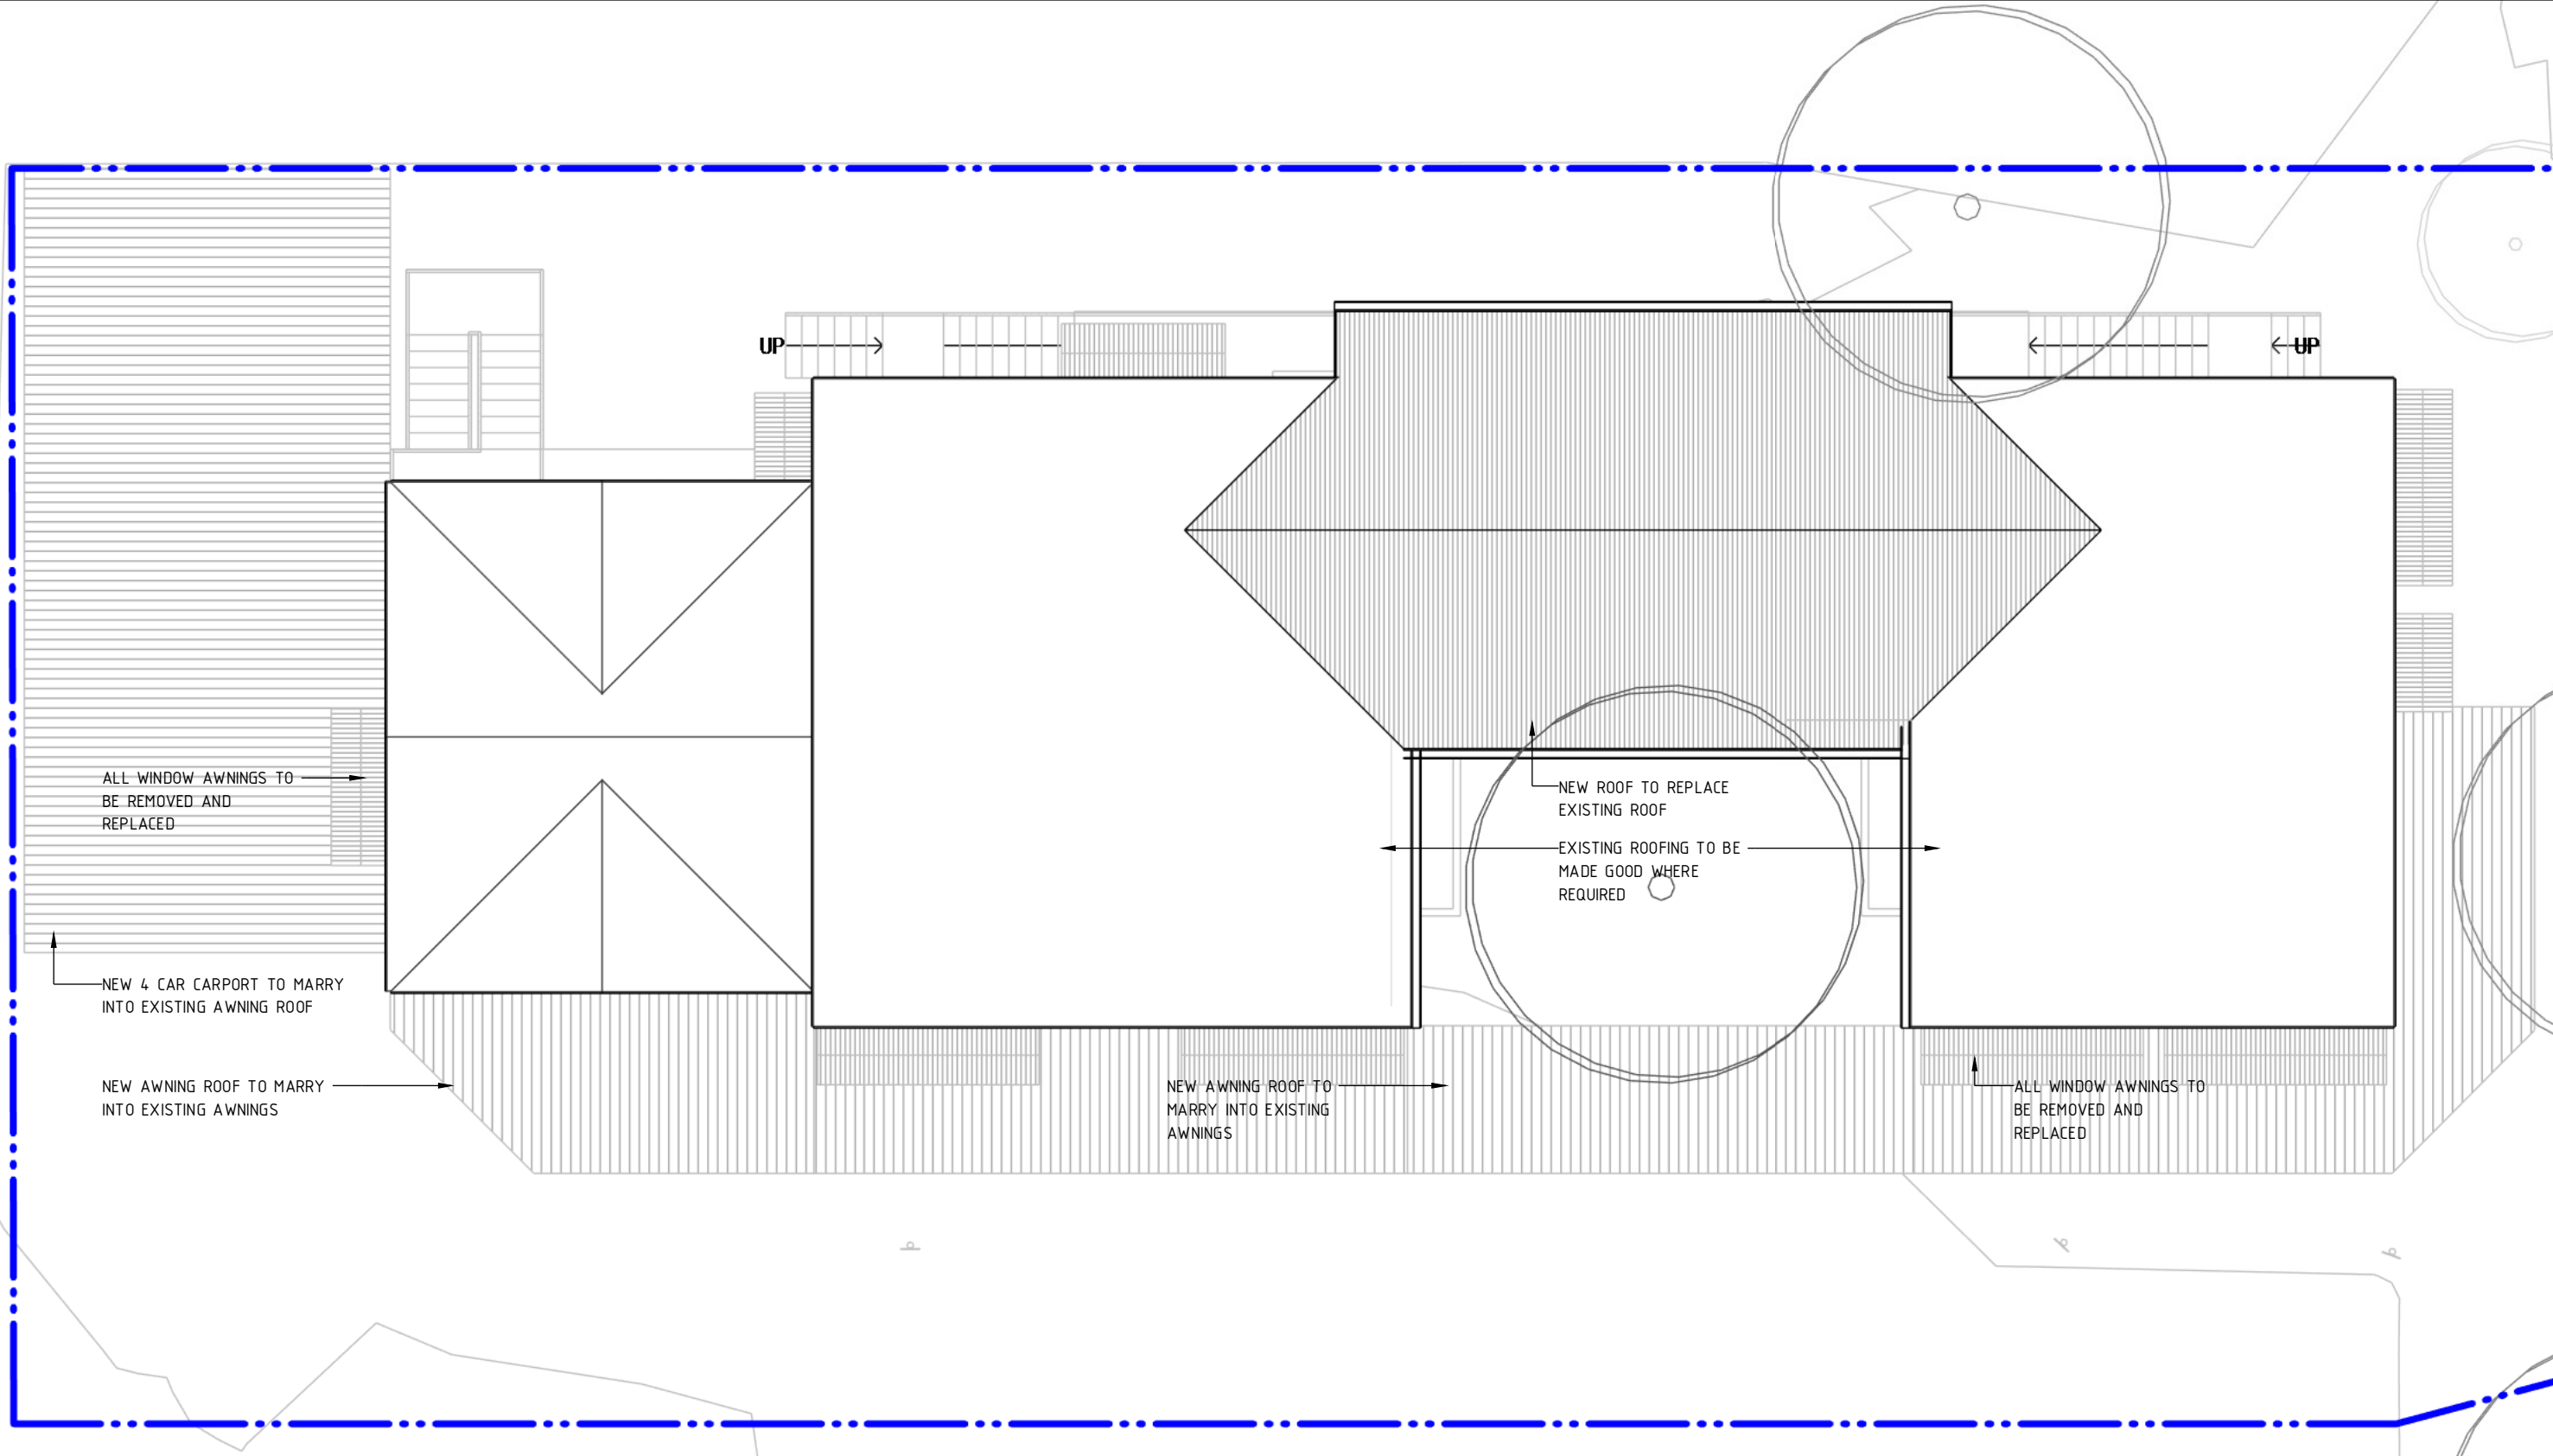 UP
UP
ALL WINDOW AWNINGS TO
BE REMOVED AND
REPLACED
NEW ROOF TO REPLACE
EXISTING ROOF
EXISTING ROOFING TO BE
MADE GOOD WHERE
REQUIRED
NEW 4 CAR CARPORT TO MARRY
INTO EXISTING AWNING ROOF
NEW AWNING ROOF TO MARRY
INTO EXISTING AWNINGS
NEW AWNING ROOF TO
MARRY INTO EXISTING
AWNINGS
ALL WINDOW AWNINGS TO
BE REMOVED AND
REPLACED